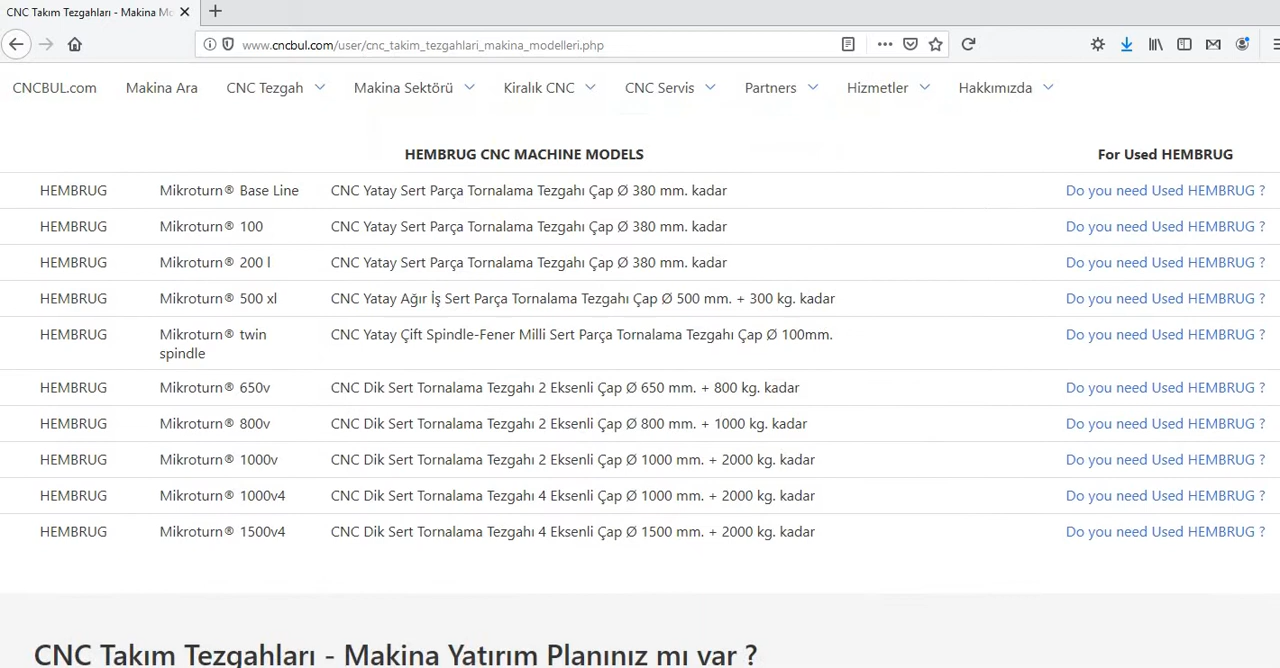 CNC Takım Tezgahları - Makina Mo
www.cncbul.com/user/cnc_takim_tezgahlari_makina_modelleri.php
CNCBUL.com Makina Ara CNC Tezgah Makina Sektörü Kiralık CNC CNC Servis Partners Hizmetler Hakkımızda
HEMBRUG CNC MACHINE MODELS For Used HEMBRUG
HEMBRUG Mikroturn® Base Line CNC Yatay Sert Parça Tornalama Tezgahı Çap Ø 380 mm. kadar Do you need Used HEMBRUG ?
HEMBRUG Mikroturn® 100 CNC Yatay Sert Parça Tornalama Tezgahı Çap Ø 380 mm. kadar Do you need Used HEMBRUG ?
HEMBRUG Mikroturn® 200 l CNC Yatay Sert Parça Tornalama Tezgahı Çap Ø 380 mm. kadar Do you need Used HEMBRUG ?
HEMBRUG Mikroturn® 500 xl CNC Yatay Ağır İş Sert Parça Tornalama Tezgahı Çap Ø 500 mm. + 300 kg. kadar Do you need Used HEMBRUG ?
HEMBRUG Mikroturn® twin CNC Yatay Çift Spindle-Fener Milli Sert Parça Tornalama Tezgahı Çap Ø 100mm. Do you need Used HEMBRUG ?
spindle
HEMBRUG Mikroturn® 650v CNC Dik Sert Tornalama Tezgahı 2 Eksenli Çap Ø 650 mm. + 800 kg. kadar Do you need Used HEMBRUG ?
HEMBRUG Mikroturn® 800v CNC Dik Sert Tornalama Tezgahı 2 Eksenli Çap Ø 800 mm. + 1000 kg. kadar Do you need Used HEMBRUG ?
HEMBRUG Mikroturn® 1000v CNC Dik Sert Tornalama Tezgahı 2 Eksenli Çap Ø 1000 mm. + 2000 kg. kadar Do you need Used HEMBRUG ?
HEMBRUG Mikroturn® 1000v4 CNC Dik Sert Tornalama Tezgahı 4 Eksenli Çap Ø 1000 mm. + 2000 kg. kadar Do you need Used HEMBRUG ?
HEMBRUG Mikroturn® 1500v4 CNC Dik Sert Tornalama Tezgahı 4 Eksenli Çap Ø 1500 mm. + 2000 kg. kadar Do you need Used HEMBRUG ?
CNC Takım Tezgahları - Makina Yatırım Planınız mı var ?